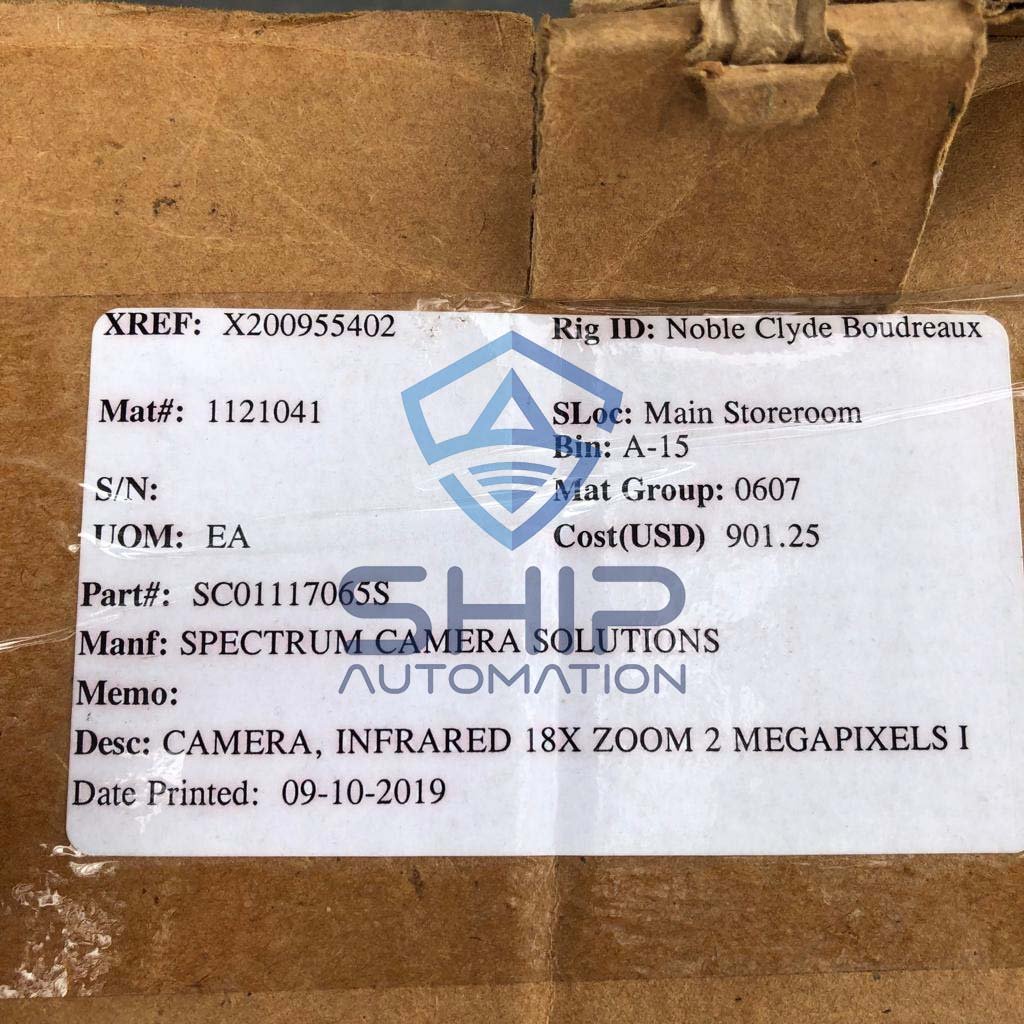 XREF: X200955402 Rig ID: Noble Clyde Boudreaux
Mat#: 1121041 SLoc: Main Storeroom
Bin: A-15
S/N: Mat Group: 0607
UOM: EA Cost(USD) 901.25
Part#: SC01117065S
Manf: SPECTRUM CAMERA SOLUTIONS
Memo:
Desc: CAMERA, INFRARED 18X ZOOM 2 MEGAPIXELS I
Date Printed: 09-10-2019
SHIP
AUTOMATION